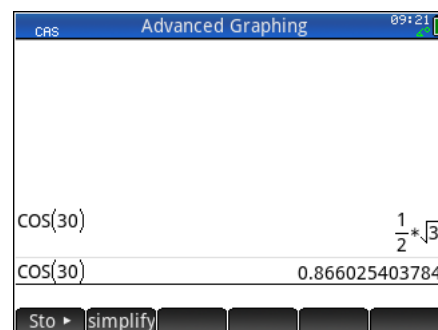 CAS Advanced Graphing 09:21
∡°
COS(30)
1/2*√3
COS(30) 0.866025403784
Sto ► simplify